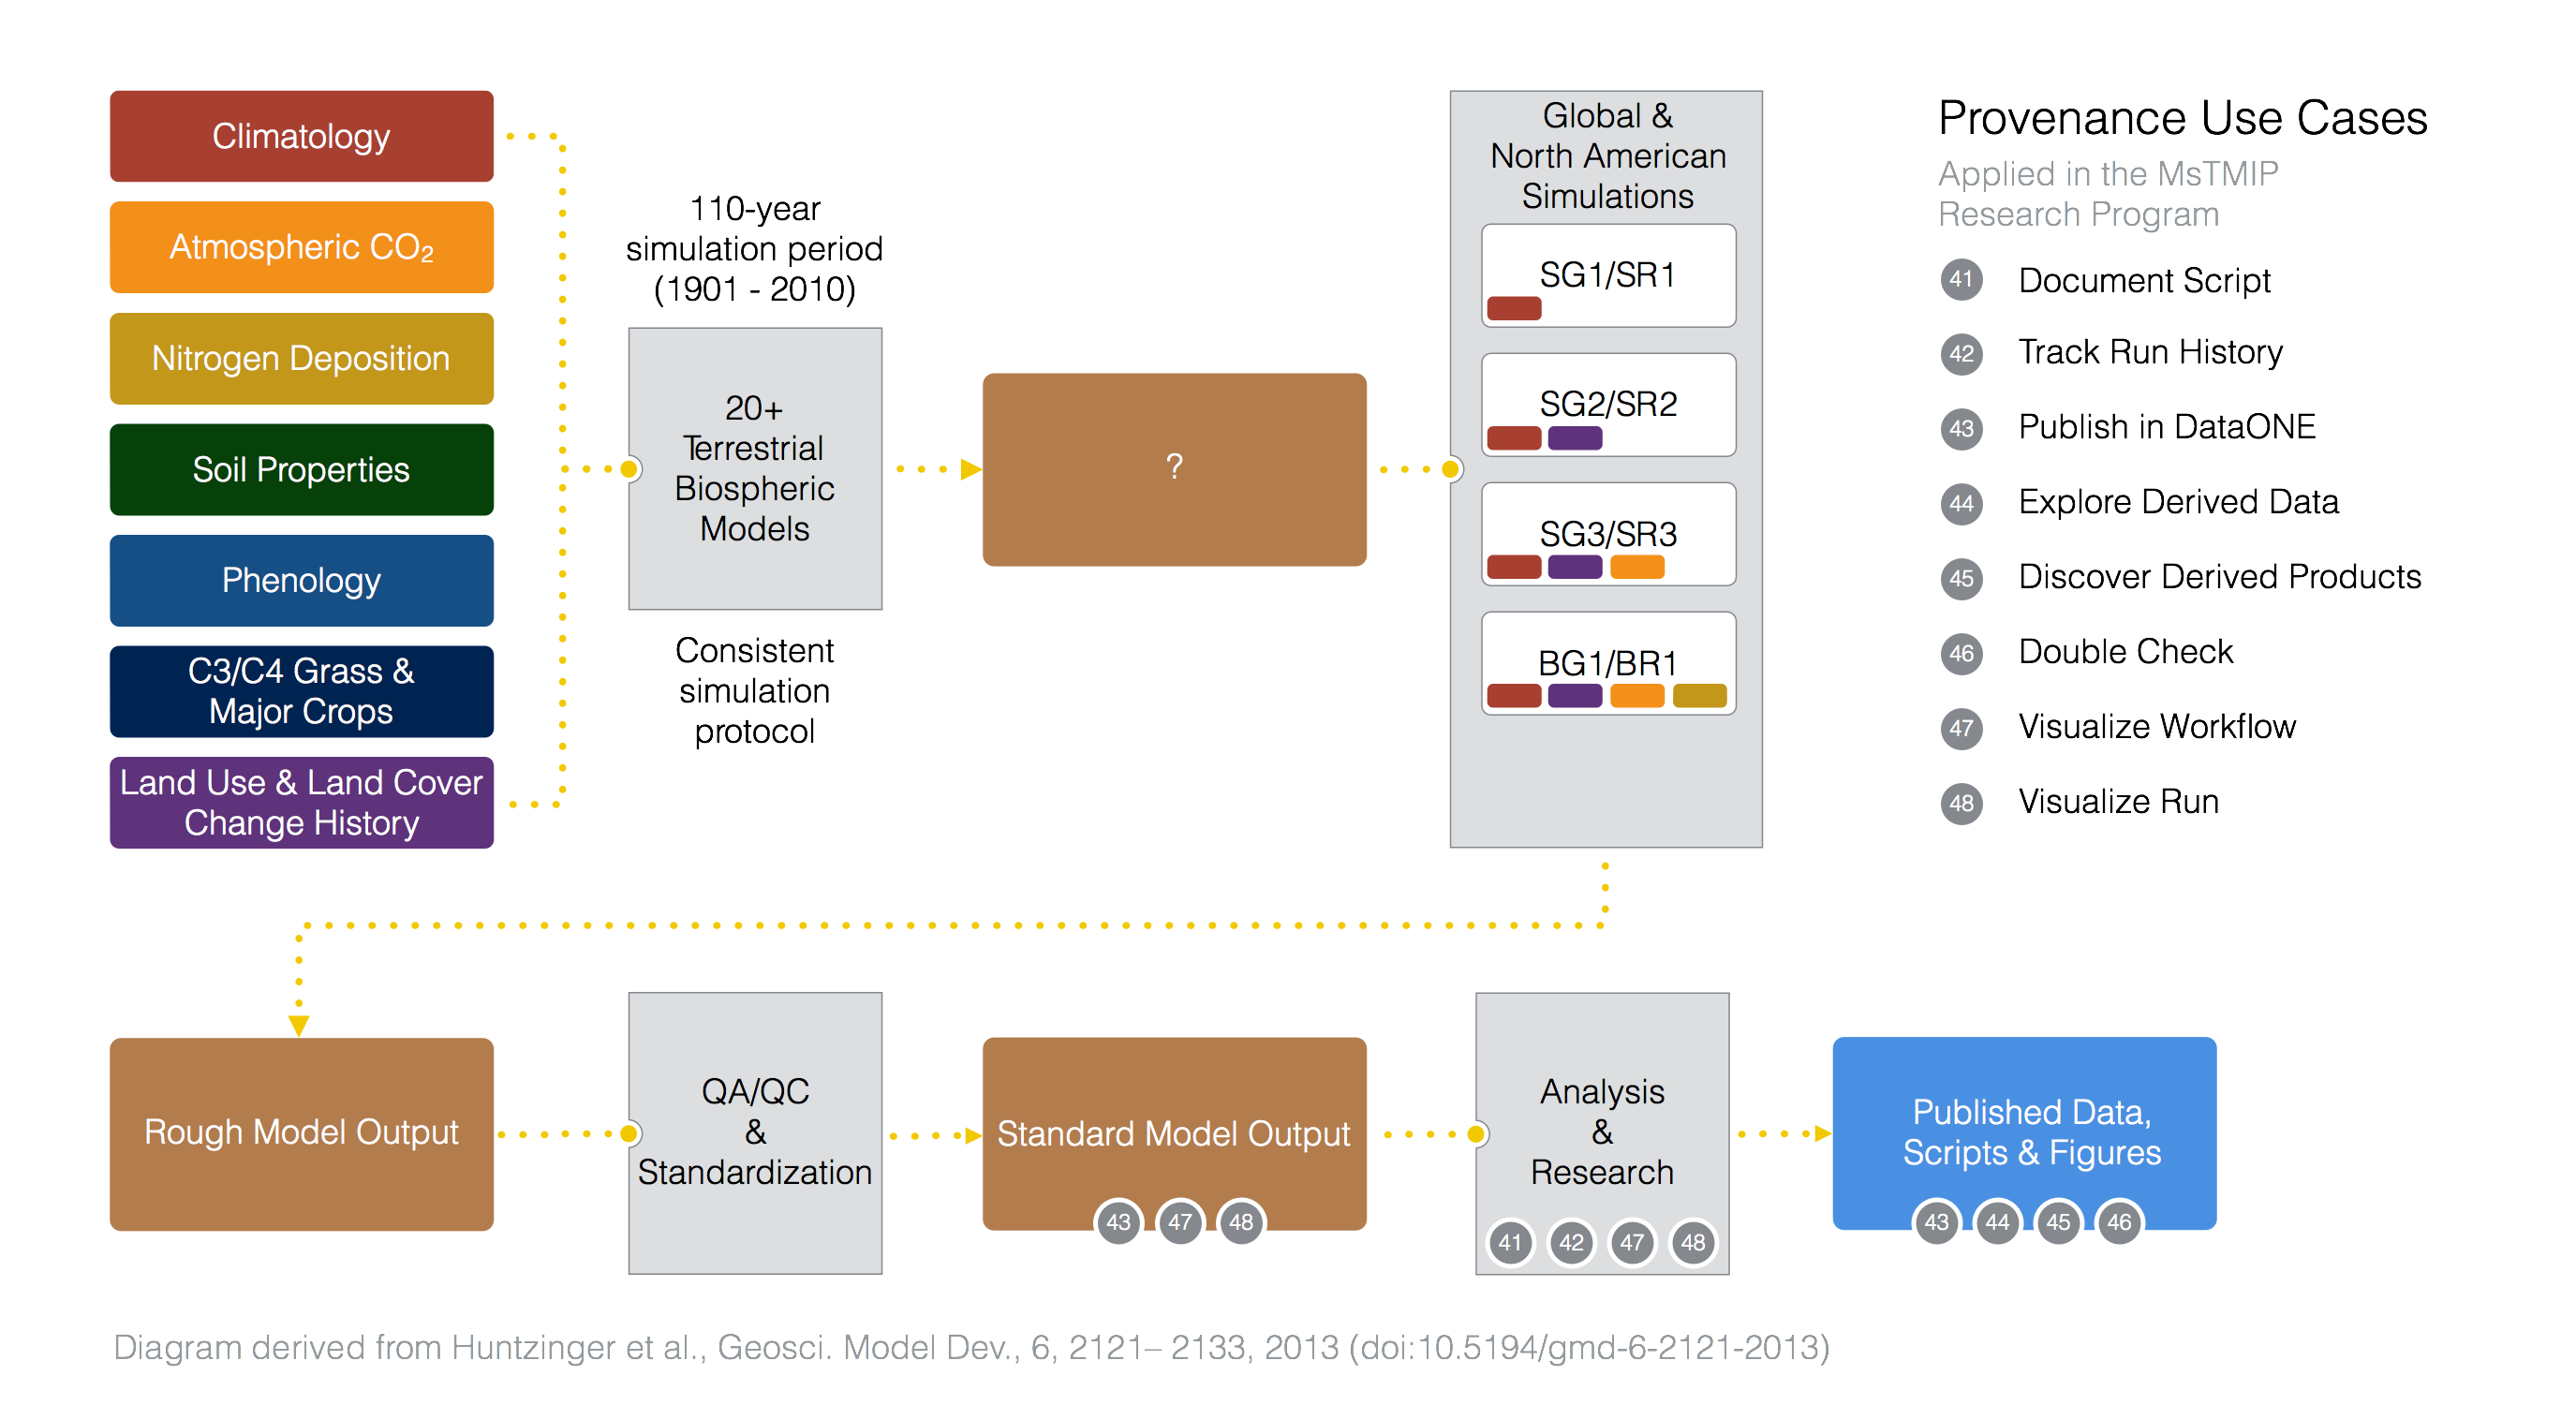 Climatology
Atmospheric CO₂
Nitrogen Deposition
Soil Properties
Phenology
C3/C4 Grass &
Major Crops
Land Use & Land Cover
Change History
110-year
simulation period
(1901 - 2010)
20+
Terrestrial
Biospheric
Models
Consistent
simulation
protocol
?
Global &
North American
Simulations
SG1/SR1
SG2/SR2
SG3/SR3
BG1/BR1
Provenance Use Cases
Applied in the MsTMIP
Research Program
41 Document Script
42 Track Run History
43 Publish in DataONE
44 Explore Derived Data
45 Discover Derived Products
46 Double Check
47 Visualize Workflow
48 Visualize Run
Rough Model Output
QA/QC
&
Standardization
Standard Model Output
43 47 48
Analysis
&
Research
41 42 47 48
Published Data,
Scripts & Figures
43 44 45 46
Diagram derived from Huntzinger et al., Geosci. Model Dev., 6, 2121– 2133, 2013 (doi:10.5194/gmd-6-2121-2013)